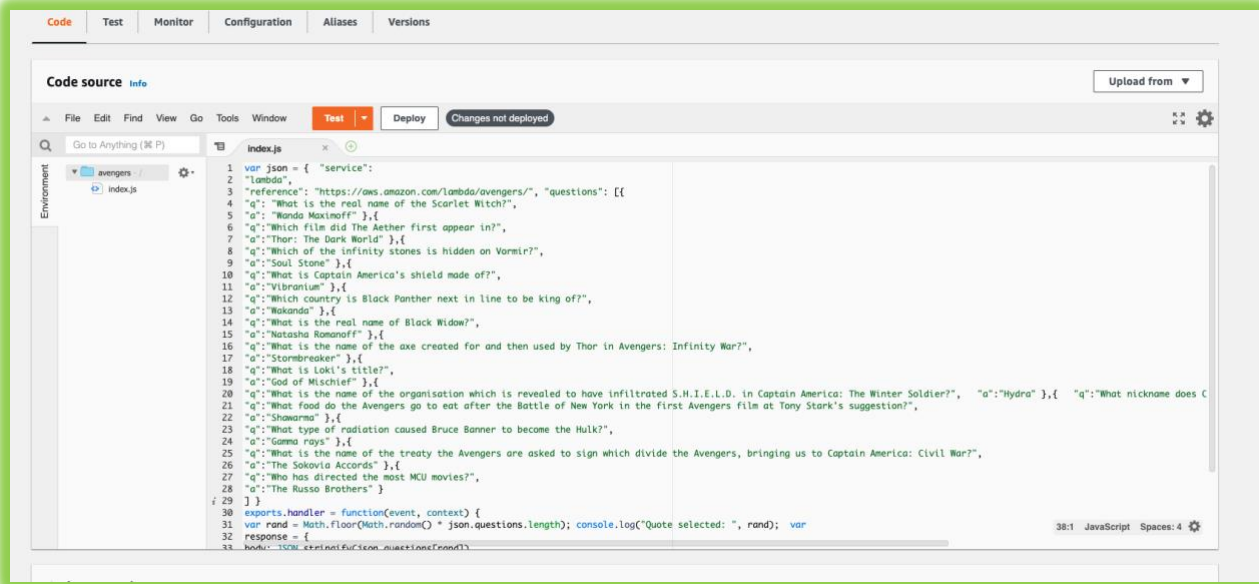 Code Test Monitor Configuration Aliases Versions
Code source Info
Upload from
File Edit Find View Go Tools Window Test Deploy Changes not deployed
Go to Anything (⌘ P)
index.js
Environment
avengers - /
index.js
1 var json = { "service":
2 "lambda",
3 "reference": "https://aws.amazon.com/lambda/avengers/", "questions": [{
4 "q": "What is the real name of the Scarlet Witch?",
5 "a": "Wanda Maximoff" },{
6 "q":"Which film did The Aether first appear in?",
7 "a":"Thor: The Dark World" },{
8 "q":"Which of the infinity stones is hidden on Vormir?",
9 "a":"Soul Stone" },{
10 "q":"What is Captain America's shield made of?",
11 "a":"Vibranium" },{
12 "q":"Which country is Black Panther next in line to be king of?",
13 "a":"Wakanda" },{
14 "q":"What is the real name of Black Widow?",
15 "a":"Natasha Romanoff" },{
16 "q":"What is the name of the axe created for and then used by Thor in Avengers: Infinity War?",
17 "a":"Stormbreaker" },{
18 "q":"What is Loki's title?",
19 "a":"God of Mischief" },{
20 "q":"What is the name of the organisation which is revealed to have infiltrated S.H.I.E.L.D. in Captain America: The Winter Soldier?", "a":"Hydra" },{ "q":"What nickname does C
21 "q":"What food do the Avengers go to eat after the Battle of New York in the first Avengers film at Tony Stark's suggestion?",
22 "a":"Shawarma" },{
23 "q":"What type of radiation caused Bruce Banner to become the Hulk?",
24 "a":"Gamma rays" },{
25 "q":"What is the name of the treaty the Avengers are asked to sign which divide the Avengers, bringing us to Captain America: Civil War?",
26 "a":"The Sokovia Accords" },{
27 "q":"Who has directed the most MCU movies?",
28 "a":"The Russo Brothers" }
i 29 ] }
30 exports.handler = function(event, context) {
31 var rand = Math.floor(Math.random() * json.questions.length); console.log("Quote selected: ", rand); var
32 response = {
33 body: JSON.stringify(json.questions[rand])
38:1 JavaScript Spaces: 4